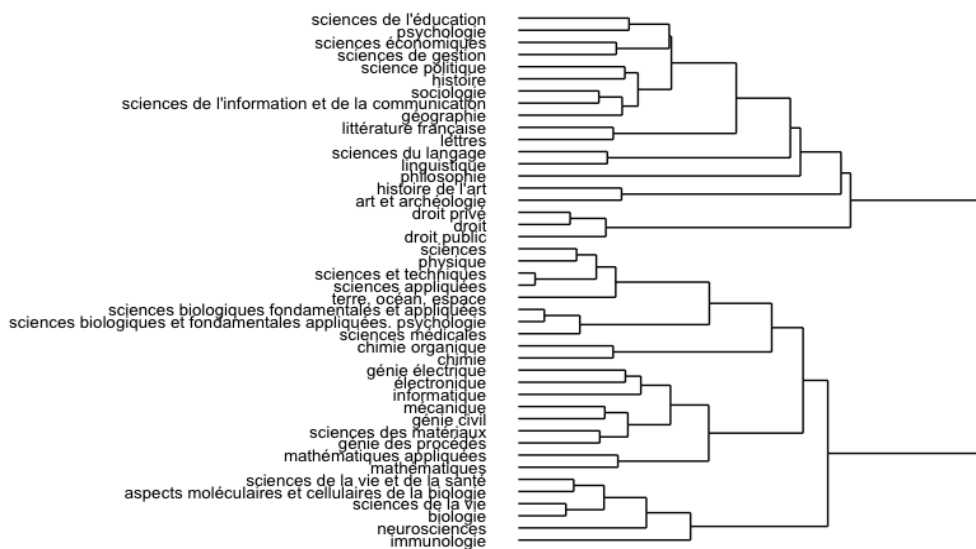 sciences de l'éducation
psychologie
sciences économiques
sciences de gestion
science politique
histoire
sociologie
sciences de l'information et de la communication
géographie
littérature française
lettres
sciences du langage
linguistique
philosophie
histoire de l'art
art et archéologie
droit privé
droit
droit public
sciences
physique
sciences et techniques
sciences appliquées
terre, océan, espace
sciences biologiques fondamentales et appliquées
sciences biologiques et fondamentales appliquées. psychologie
sciences médicales
chimie organique
chimie
génie électrique
électronique
informatique
mécanique
génie civil
sciences des matériaux
génie des procédés
mathématiques appliquées
mathématiques
sciences de la vie et de la santé
aspects moléculaires et cellulaires de la biologie
sciences de la vie
biologie
neurosciences
immunologie